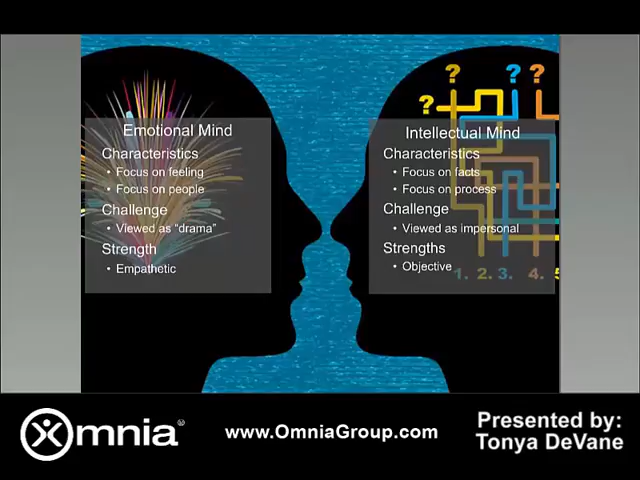 ? ? ?
?
Emotional Mind
Characteristics
• Focus on feeling
• Focus on people
Challenge
• Viewed as “drama”
Strength
• Empathetic
Intellectual Mind
Characteristics
• Focus on facts
• Focus on process
Challenge
• Viewed as impersonal
Strengths
• Objective
1. 2. 3. 4. 5
Omnia®
www.OmniaGroup.com
Presented by:
Tonya DeVane